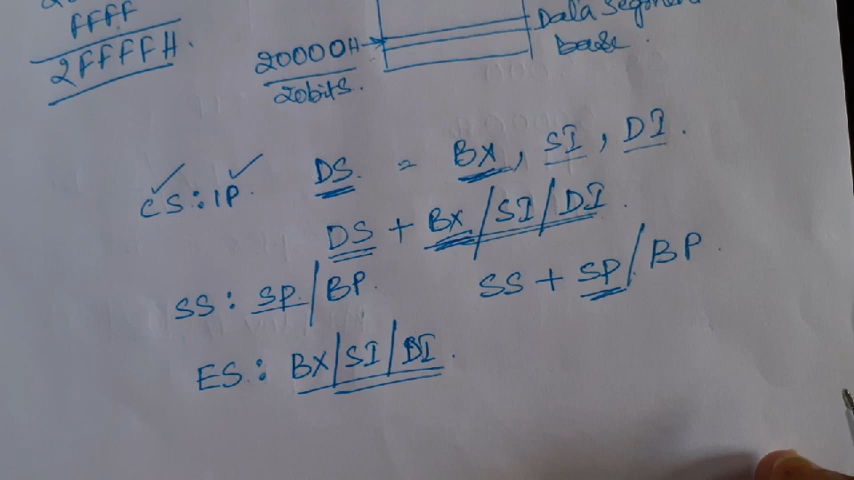 FFFF
2FFFFH.
20000H
20bits.
Data Segment
base.
CS:IP. DS = BX, SI, DI.
DS + BX/SI/DI.
SS: SP/BP. SS + SP/BP.
ES: BX/SI/DI.